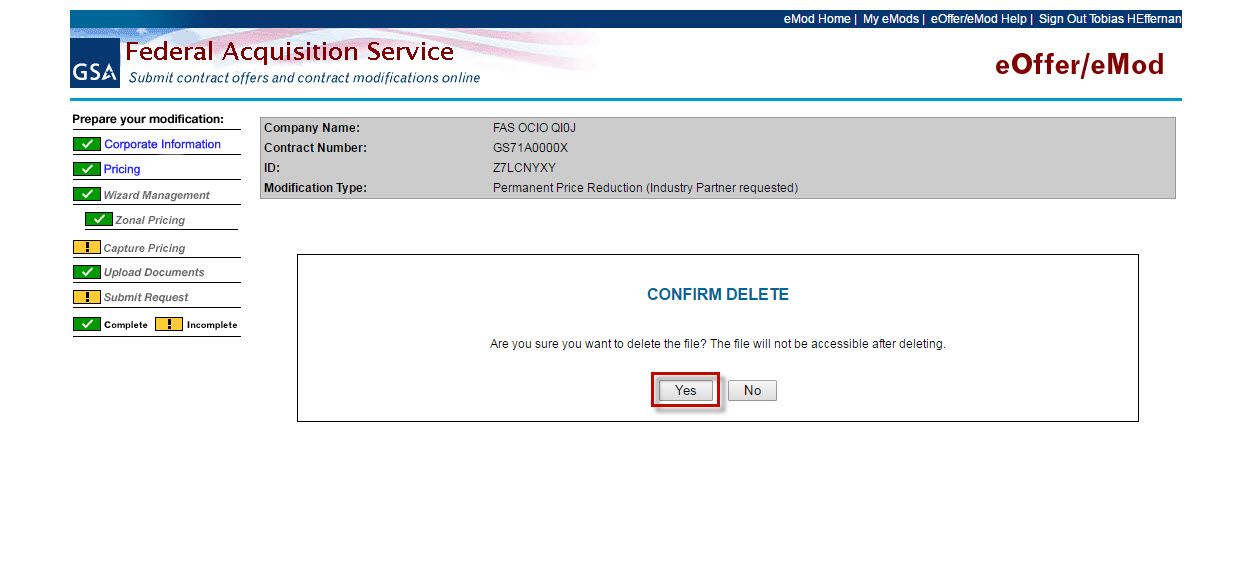 eMod Home | My eMods | eOffer/eMod Help | Sign Out Tobias HEffernan
GSA
Federal Acquisition Service
Submit contract offers and contract modifications online
eOffer/eMod
Prepare your modification:
Corporate Information
Pricing
Wizard Management
Zonal Pricing
Capture Pricing
Upload Documents
Submit Request
Complete ! Incomplete
Company Name: FAS OCIO QI0J
Contract Number: GS71A0000X
ID: Z7LCNYXY
Modification Type: Permanent Price Reduction (Industry Partner requested)
CONFIRM DELETE
Are you sure you want to delete the file? The file will not be accessible after deleting.
Yes No